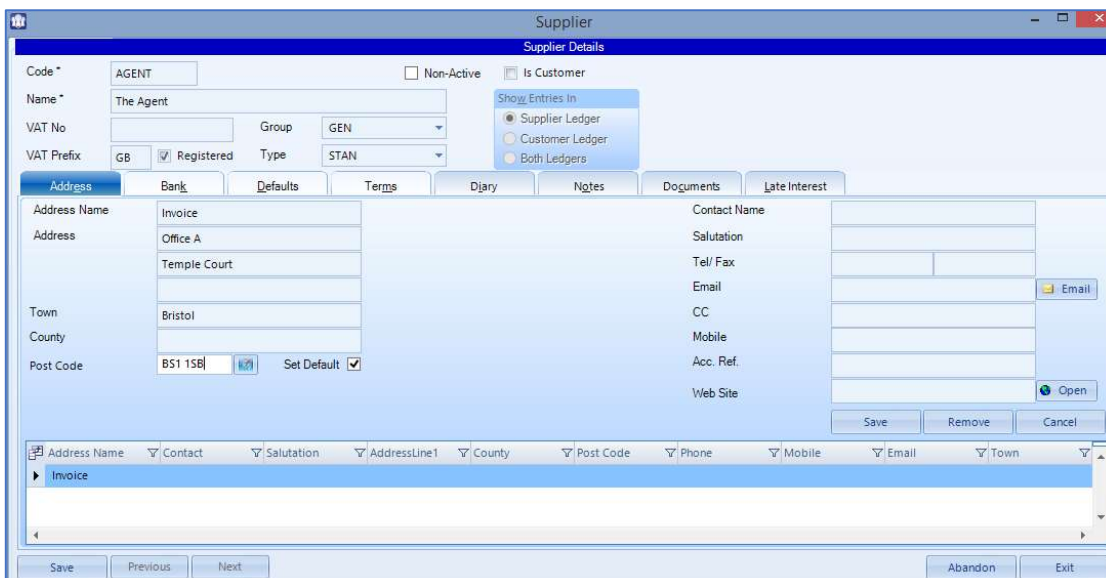 Supplier
Supplier Details
Code * AGENT Non-Active Is Customer
Name * The Agent Show Entries In
Supplier Ledger
VAT No Group GEN
Customer Ledger
VAT Prefix GB Registered Type STAN Both Ledgers
Address Bank Defaults Terms Diary Notes Documents Late Interest
Address Name Invoice Contact Name
Address Office A Salutation
Temple Court Tel/ Fax
Email Email
Town Bristol CC
County Mobile
Post Code BS1 1SB Set Default Acc. Ref.
Web Site Open
Save Remove Cancel
Address Name Contact Salutation AddressLine1 County Post Code Phone Mobile Email Town
Invoice
Save Previous Next Abandon Exit